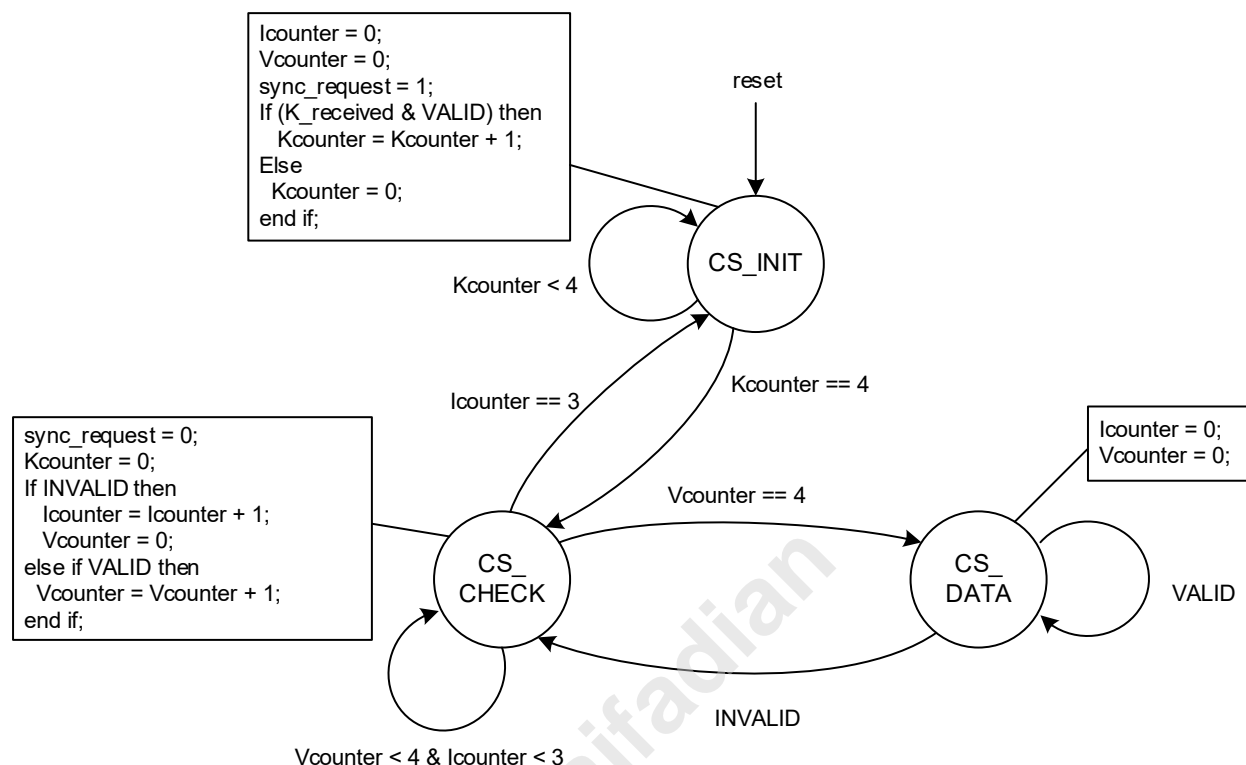 Icounter = 0;
Vcounter = 0;
sync_request = 1;
If (K_received & VALID) then
Kcounter = Kcounter + 1;
Else
Kcounter = 0;
end if;
reset
CS_INIT
Kcounter < 4
Icounter == 3
Kcounter == 4
sync_request = 0;
Kcounter = 0;
If INVALID then
Icounter = Icounter + 1;
Vcounter = 0;
else if VALID then
Vcounter = Vcounter + 1;
end if;
Icounter = 0;
Vcounter = 0;
Vcounter == 4
CS_
CHECK
CS_
DATA
VALID
INVALID
Vcounter < 4 & Icounter < 3